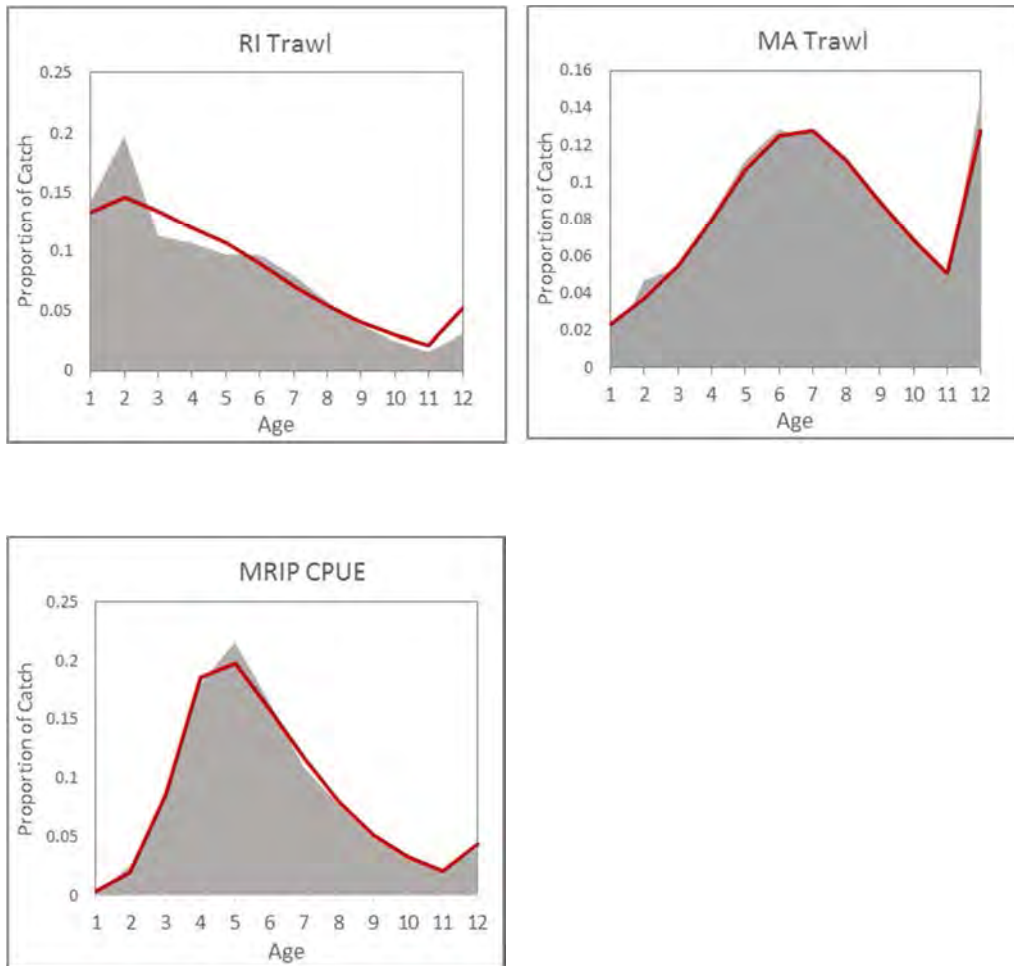 RI Trawl
Proportion of Catch
0.25
0.2
0.15
0.1
0.05
0
1 2 3 4 5 6 7 8 9 10 11 12
Age
MA Trawl
Proportion of Catch
0.16
0.14
0.12
0.1
0.08
0.06
0.04
0.02
0
1 2 3 4 5 6 7 8 9 10 11 12
Age
MRIP CPUE
Proportion of Catch
0.25
0.2
0.15
0.1
0.05
0
1 2 3 4 5 6 7 8 9 10 11 12
Age